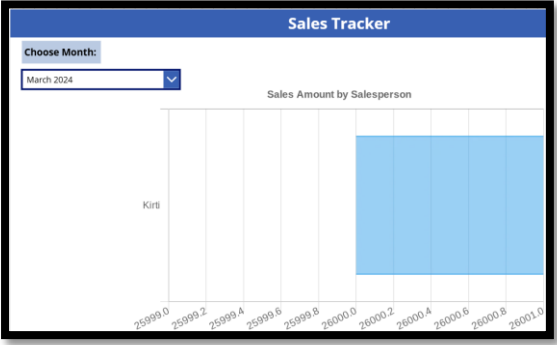 Sales Tracker
Choose Month:
March 2024
Sales Amount by Salesperson
Kirti
25999.0 25999.2 25999.4 25999.6 25999.8 26000.0 26000.2 26000.4 26000.6 26000.8 26001.0